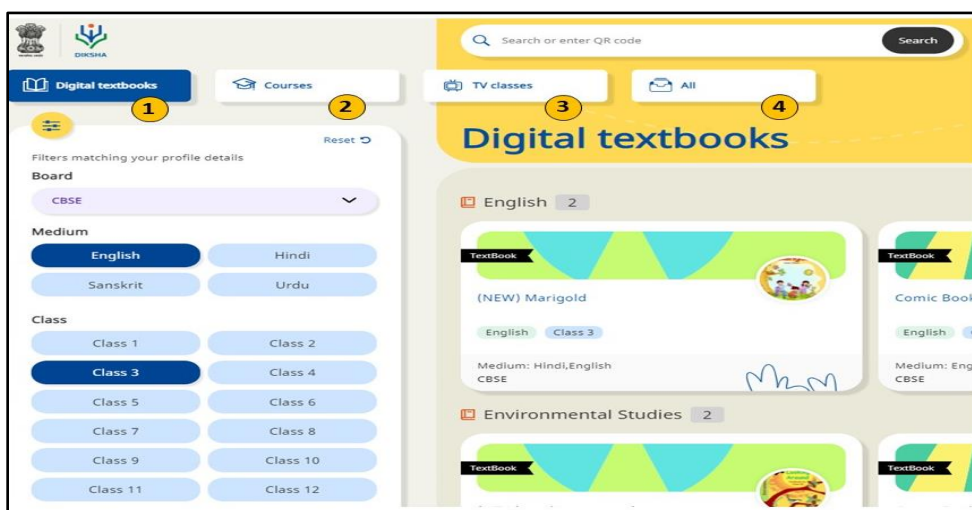 DIKSHA
Search or enter QR code
Search
Digital textbooks
Courses
TV classes
All
1
2
3
4
Reset
Filters matching your profile details
Board
CBSE
Medium
English
Hindi
Sanskrit
Urdu
Class
Class 1
Class 2
Class 3
Class 4
Class 5
Class 6
Class 7
Class 8
Class 9
Class 10
Class 11
Class 12
Digital textbooks
English 2
TextBook
(NEW) Marigold
English Class 3
Medium: Hindi,English
CBSE
TextBook
Comic Book
English
Medium: Eng
CBSE
Environmental Studies 2
TextBook
TextBook